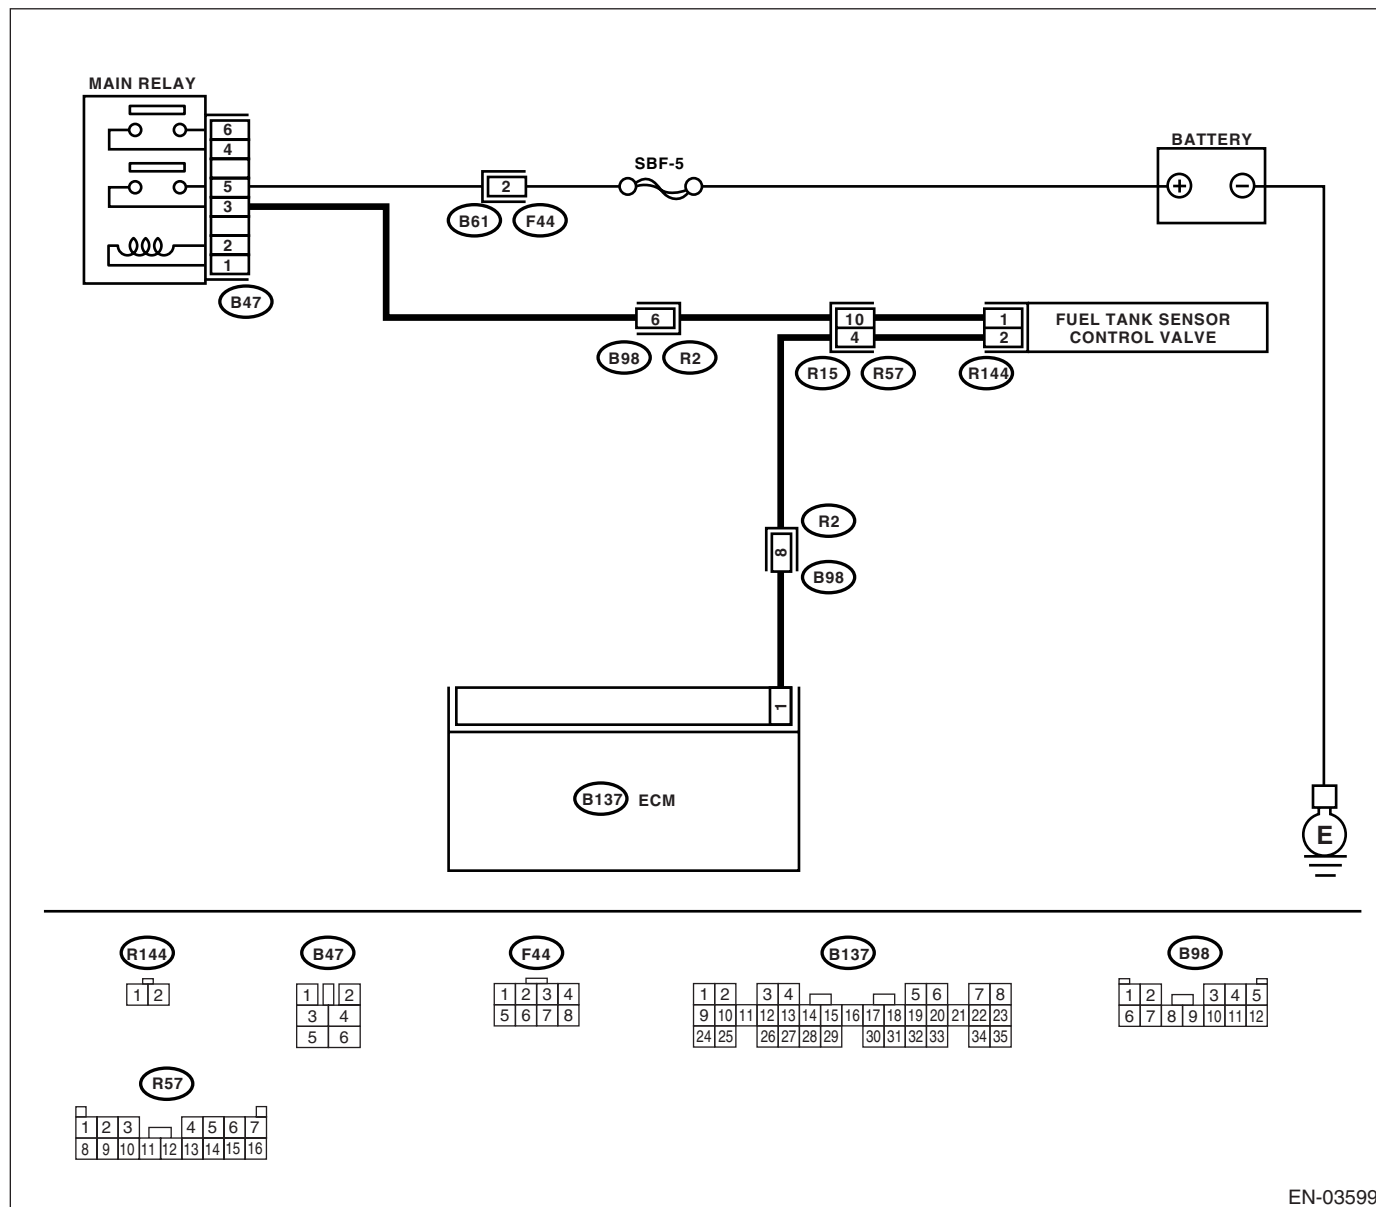 MAIN RELAY
6
4
5
3
2
1
B47
2
B61 F44
SBF-5
BATTERY
+ −
6
B98 R2
10
4
R15 R57
1
2
R144
FUEL TANK SENSOR
CONTROL VALVE
R2
8
B98
1
B137 ECM
E
R144
1 2
B47
1 2
3 4
5 6
F44
1 2 3 4
5 6 7 8
B137
1 2 3 4 5 6 7 8
9 10 11 12 13 14 15 16 17 18 19 20 21 22 23
24 25 26 27 28 29 30 31 32 33 34 35
B98
1 2 3 4 5
6 7 8 9 10 11 12
R57
1 2 3 4 5 6 7
8 9 10 11 12 13 14 15 16
EN-03599